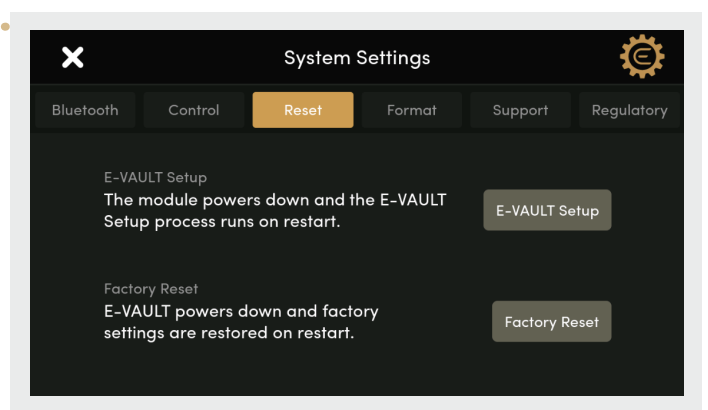 System Settings
Bluetooth Control Reset Format Support Regulatory
E-VAULT Setup
The module powers down and the E-VAULT
Setup process runs on restart.
E-VAULT Setup
Factory Reset
E-VAULT powers down and factory
settings are restored on restart.
Factory Reset